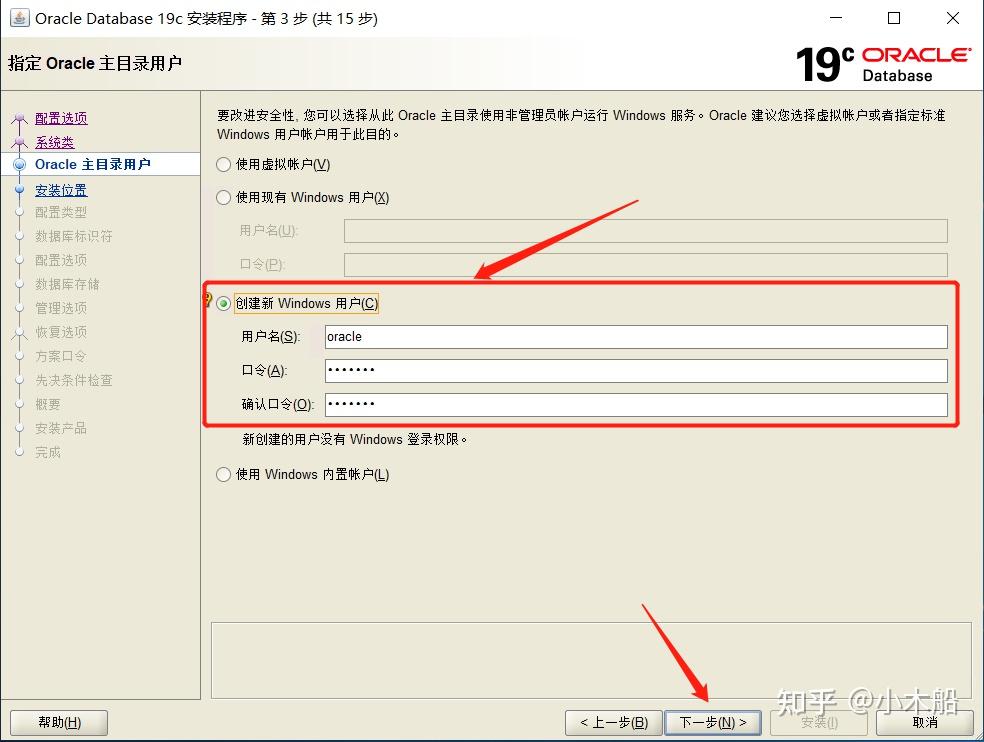 Oracle Database 19c 安装程序 - 第 3 步 (共 15 步)
指定 Oracle 主目录用户
19c ORACLE
Database
配置选项
系统类
Oracle 主目录用户
安装位置
配置类型
数据库标识符
配置选项
数据库存储
管理选项
恢复选项
方案口令
先决条件检查
概要
安装产品
完成
要改进安全性, 您可以选择从此 Oracle 主目录使用非管理员帐户运行 Windows 服务。Oracle 建议您选择虚拟帐户或者指定标准
Windows 用户帐户用于此目的。
使用虚拟帐户(V)
使用现有 Windows 用户(X)
用户名(U):
口令(P):
创建新 Windows 用户(C)
用户名(S): oracle
口令(A): •••••••
确认口令(O): •••••••
新创建的用户没有 Windows 登录权限。
使用 Windows 内置帐户(L)
知乎 @小木船
帮助(H) < 上一步(B) 下一步(N) > 安装(I) 取消